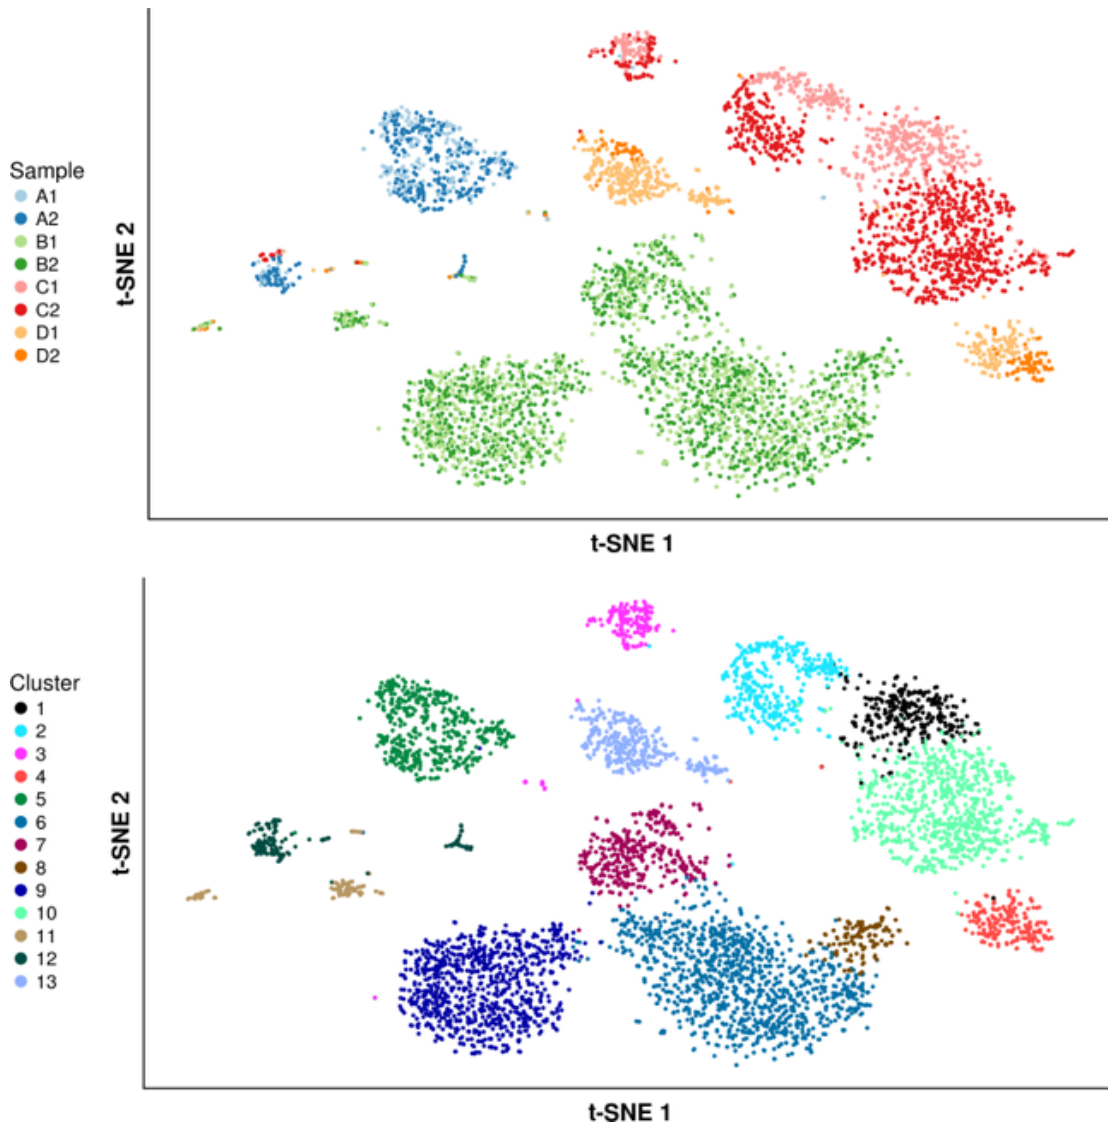 Sample
A1
A2
B1
B2
C1
C2
D1
D2
t-SNE 2
t-SNE 1
Cluster
1
2
3
4
5
6
7
8
9
10
11
12
13
t-SNE 2
t-SNE 1